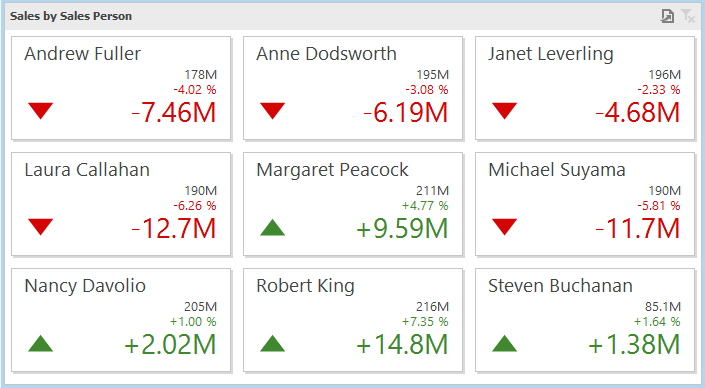 Sales by Sales Person
Andrew Fuller
178M
-4.02 %
-7.46M
Anne Dodsworth
195M
-3.08 %
-6.19M
Janet Leverling
196M
-2.33 %
-4.68M
Laura Callahan
190M
-6.26 %
-12.7M
Margaret Peacock
211M
+4.77 %
+9.59M
Michael Suyama
190M
-5.81 %
-11.7M
Nancy Davolio
205M
+1.00 %
+2.02M
Robert King
216M
+7.35 %
+14.8M
Steven Buchanan
85.1M
+1.64 %
+1.38M